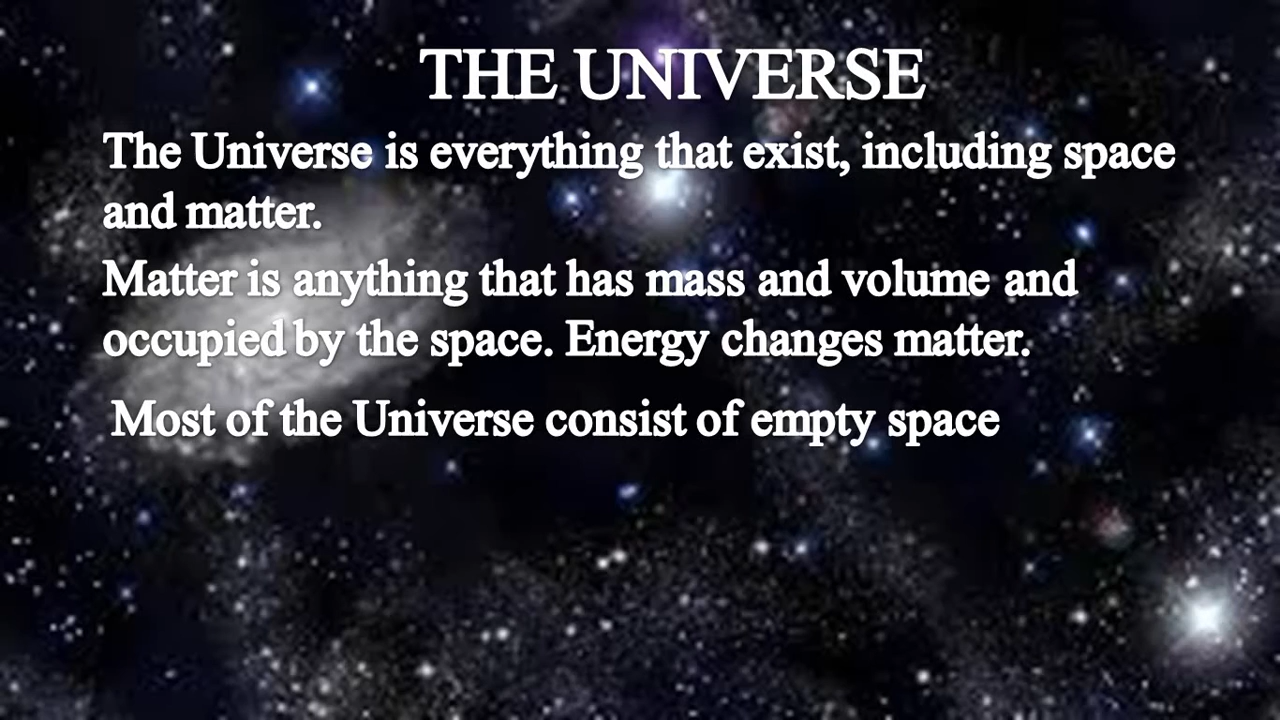 THE UNIVERSE
The Universe is everything that exist, including space
and matter.
Matter is anything that has mass and volume and
occupied by the space. Energy changes matter.
Most of the Universe consist of empty space